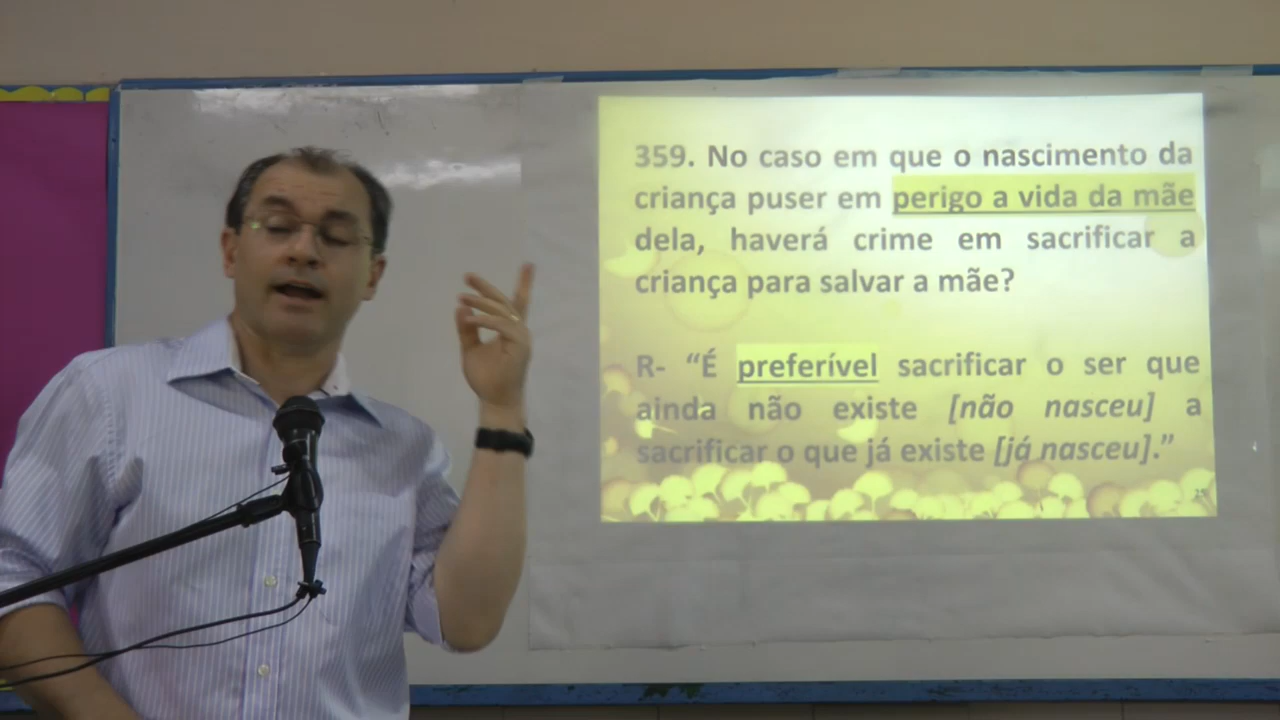 359. No caso em que o nascimento da
criança puser em perigo a vida da mãe
dela, haverá crime em sacrificar a
criança para salvar a mãe?
R- “É preferível sacrificar o ser que
ainda não existe [não nasceu] a
sacrificar o que já existe [já nasceu].”